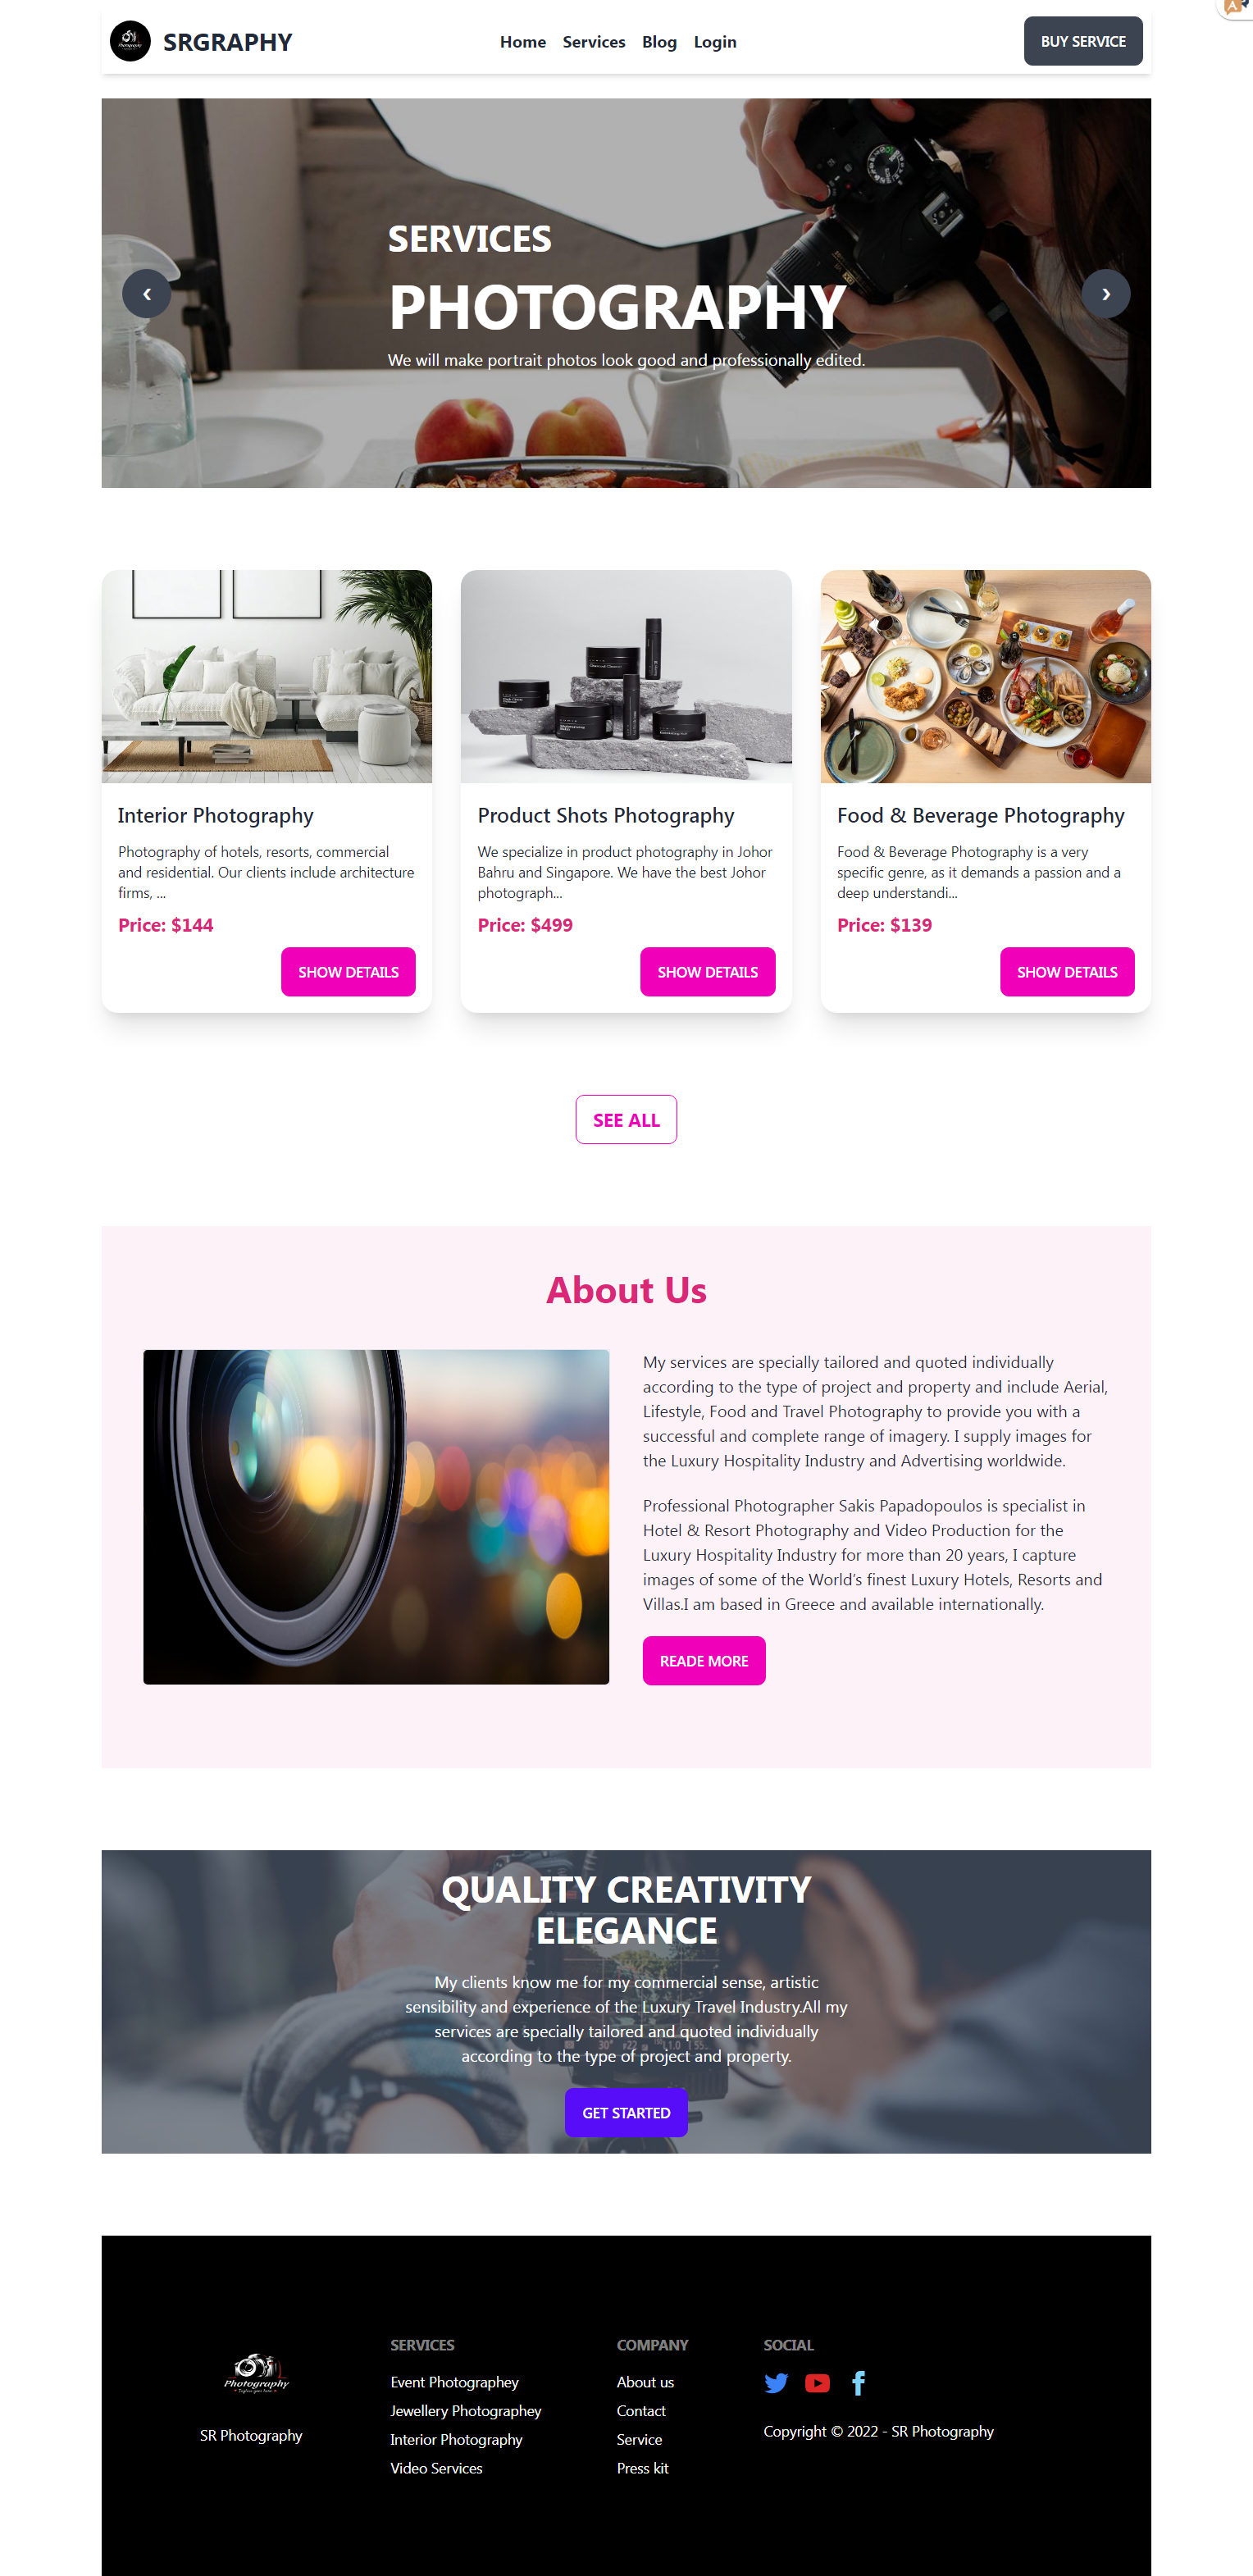 SRGRAPHY
Home Services Blog Login
BUY SERVICE
SERVICES
PHOTOGRAPHY
We will make portrait photos look good and professionally edited.
❮
❯
Interior Photography
Photography of hotels, resorts, commercial
and residential. Our clients include architecture
firms, ...
Price: $144
SHOW DETAILS
Product Shots Photography
We specialize in product photography in Johor
Bahru and Singapore. We have the best Johor
photograph...
Price: $499
SHOW DETAILS
Food & Beverage Photography
Food & Beverage Photography is a very
specific genre, as it demands a passion and a
deep understandi...
Price: $139
SHOW DETAILS
SEE ALL
About Us
My services are specially tailored and quoted individually
according to the type of project and property and include Aerial,
Lifestyle, Food and Travel Photography to provide you with a
successful and complete range of imagery. I supply images for
the Luxury Hospitality Industry and Advertising worldwide.
Professional Photographer Sakis Papadopoulos is specialist in
Hotel & Resort Photography and Video Production for the
Luxury Hospitality Industry for more than 20 years, I capture
images of some of the World's finest Luxury Hotels, Resorts and
Villas.I am based in Greece and available internationally.
READE MORE
QUALITY CREATIVITY
ELEGANCE
My clients know me for my commercial sense, artistic
sensibility and experience of the Luxury Travel Industry.All my
services are specially tailored and quoted individually
according to the type of project and property.
GET STARTED
Photography
SR Photography
SERVICES
Event Photographey
Jewellery Photographey
Interior Photography
Video Services
COMPANY
About us
Contact
Service
Press kit
SOCIAL
Copyright © 2022 - SR Photography